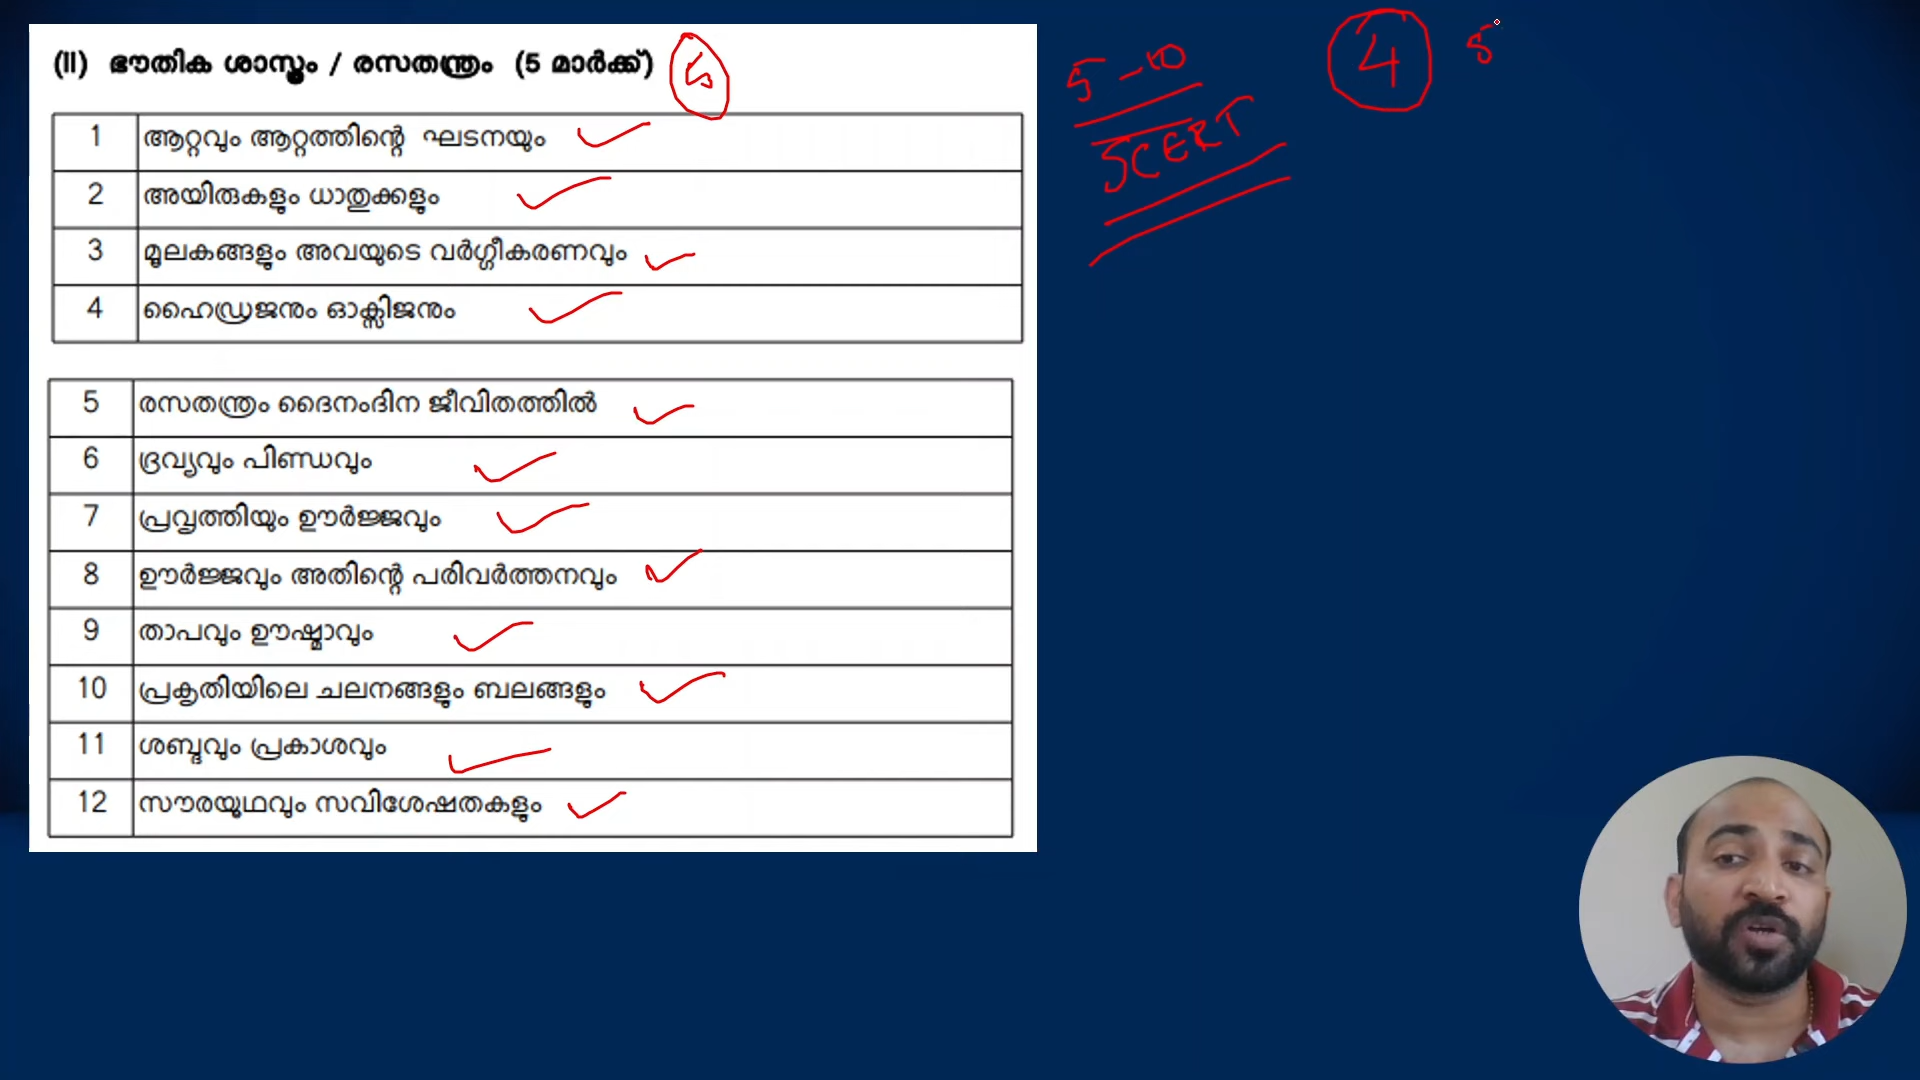 (II) ഭൗതിക ശാസ്ത്രം / രസതന്ത്രം (5 മാർക്ക്) 5
1 ആറ്റവും ആറ്റത്തിന്റെ ഘടനയും
2 അയിരുകളും ധാതുക്കളും
3 മൂലകങ്ങളും അവയുടെ വർഗ്ഗീകരണവും
4 ഹൈഡ്രജനും ഓക്സിജനും
5 രസതന്ത്രം ദൈനംദിന ജീവിതത്തിൽ
6 ദ്രവ്യവും പിണ്ഡവും
7 പ്രവൃത്തിയും ഊർജ്ജവും
8 ഊർജ്ജവും അതിന്റെ പരിവർത്തനവും
9 താപവും ഊഷ്മാവും
10 പ്രകൃതിയിലെ ചലനങ്ങളും ബലങ്ങളും
11 ശബ്ദവും പ്രകാശവും
12 സൗരയൂഥവും സവിശേഷതകളും
5-10
SCERT
4 5